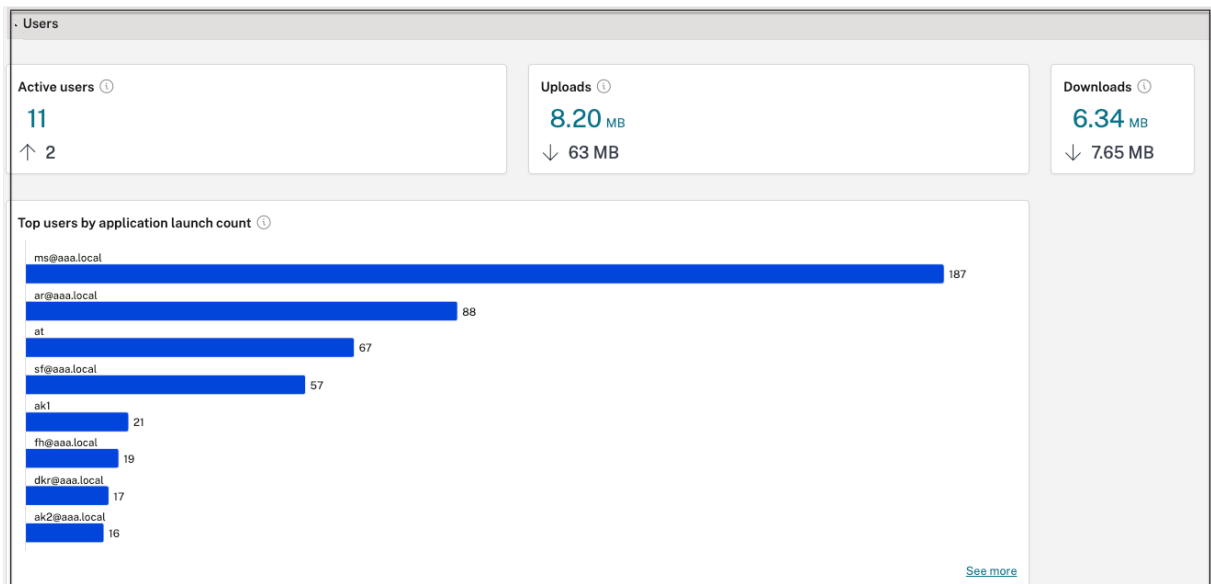 Users
Active users
11
↑ 2
Uploads
8.20 MB
↓ 63 MB
Downloads
6.34 MB
↓ 7.65 MB
Top users by application launch count
ms@aaa.local
187
ar@aaa.local
88
at
67
sf@aaa.local
57
ak1
21
fh@aaa.local
19
dkr@aaa.local
17
ak2@aaa.local
16
See more